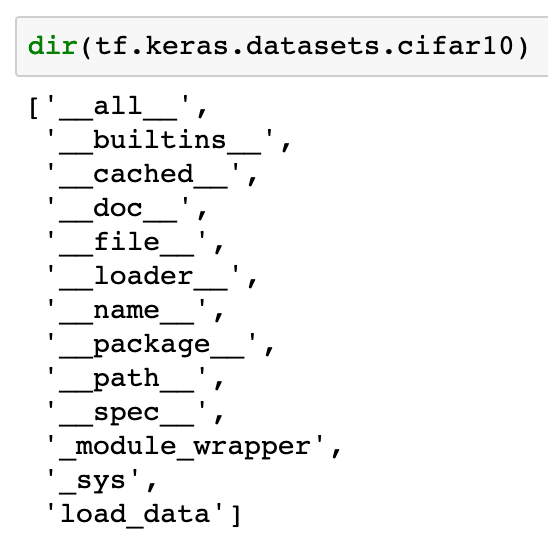 dir(tf.keras.datasets.cifar10)
['__all__',
'__builtins__',
'__cached__',
'__doc__',
'__file__',
'__loader__',
'__name__',
'__package__',
'__path__',
'__spec__',
'_module_wrapper',
'_sys',
'load_data']